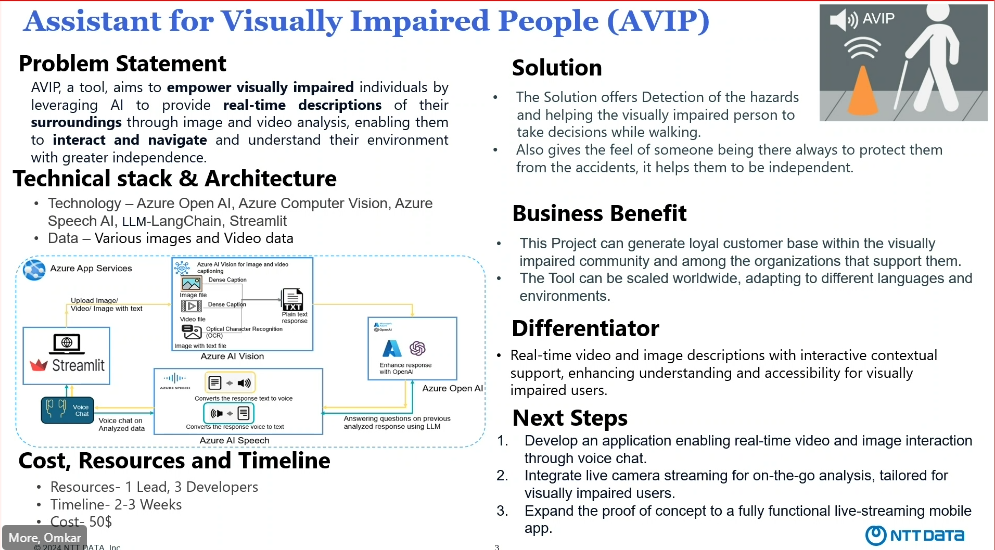 Assistant for Visually Impaired People (AVIP)
AVIP
Problem Statement
AVIP, a tool, aims to empower visually impaired individuals by
leveraging AI to provide real-time descriptions of their
surroundings through image and video analysis, enabling them
to interact and navigate and understand their environment
with greater independence.
Technical stack & Architecture
• Technology – Azure Open AI, Azure Computer Vision, Azure
Speech AI, LLM-LangChain, Streamlit
• Data – Various images and Video data
Azure App Services
Upload Image/
Video/ Image with text
Azure AI Vision for Image and video
captioning
Dense Caption
Image file
Dense Caption
Video file
Optical Character Recognition
(OCR)
Image with text file
TXT
Plain text
response
Azure AI Vision
Streamlit
Enhance response
with OpenAI
Azure Open AI
Voice
Chat
Voice chat on
Analyzed data
Converts the response text to voice
Converts the response voice to text
Azure AI Speech
Answering questions on previous
analyzed response using LLM
Cost, Resources and Timeline
• Resources- 1 Lead, 3 Developers
• Timeline- 2-3 Weeks
• Cost- 50$
More, Omkar
© 2024 NTT DATA, Inc.
Solution
• The Solution offers Detection of the hazards
and helping the visually impaired person to
take decisions while walking.
• Also gives the feel of someone being there always to protect them
from the accidents, it helps them to be independent.
Business Benefit
• This Project can generate loyal customer base within the visually
impaired community and among the organizations that support them.
• The Tool can be scaled worldwide, adapting to different languages and
environments.
Differentiator
• Real-time video and image descriptions with interactive contextual
support, enhancing understanding and accessibility for visually
impaired users.
Next Steps
1. Develop an application enabling real-time video and image interaction
through voice chat.
2. Integrate live camera streaming for on-the-go analysis, tailored for
visually impaired users.
3. Expand the proof of concept to a fully functional live-streaming mobile
app.
3
NTT DATA